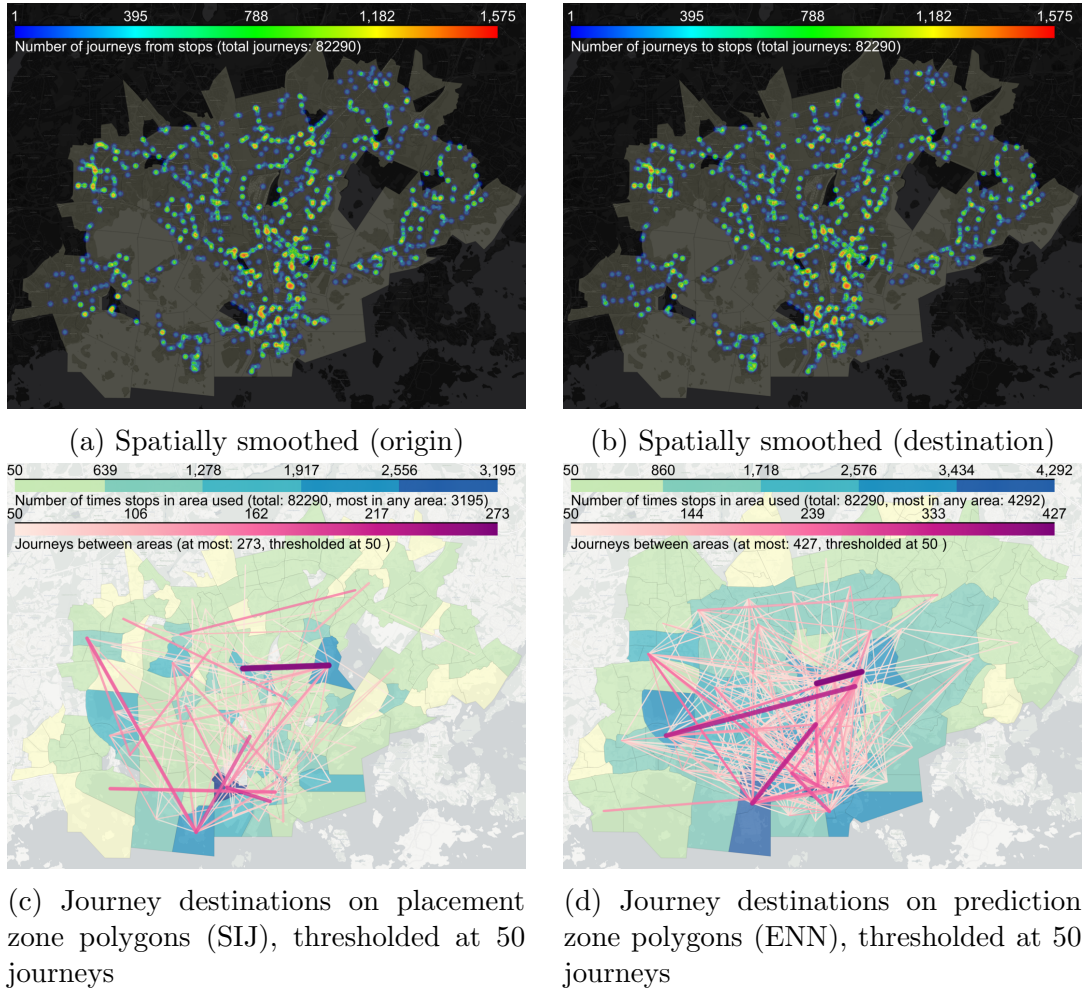 1 395 788 1,182 1,575
Number of journeys from stops (total journeys: 82290)
1 395 788 1,182 1,575
Number of journeys to stops (total journeys: 82290)
(a) Spatially smoothed (origin)
(b) Spatially smoothed (destination)
50 639 1,278 1,917 2,556 3,195
Number of times stops in area used (total: 82290, most in any area: 3195)
50 106 162 217 273
Journeys between areas (at most: 273, thresholded at 50 )
50 860 1,718 2,576 3,434 4,292
Number of times stops in area used (total: 82290, most in any area: 4292)
50 144 239 333 427
Journeys between areas (at most: 427, thresholded at 50 )
(c) Journey destinations on placement
zone polygons (SIJ), thresholded at 50
journeys
(d) Journey destinations on prediction
zone polygons (ENN), thresholded at 50
journeys